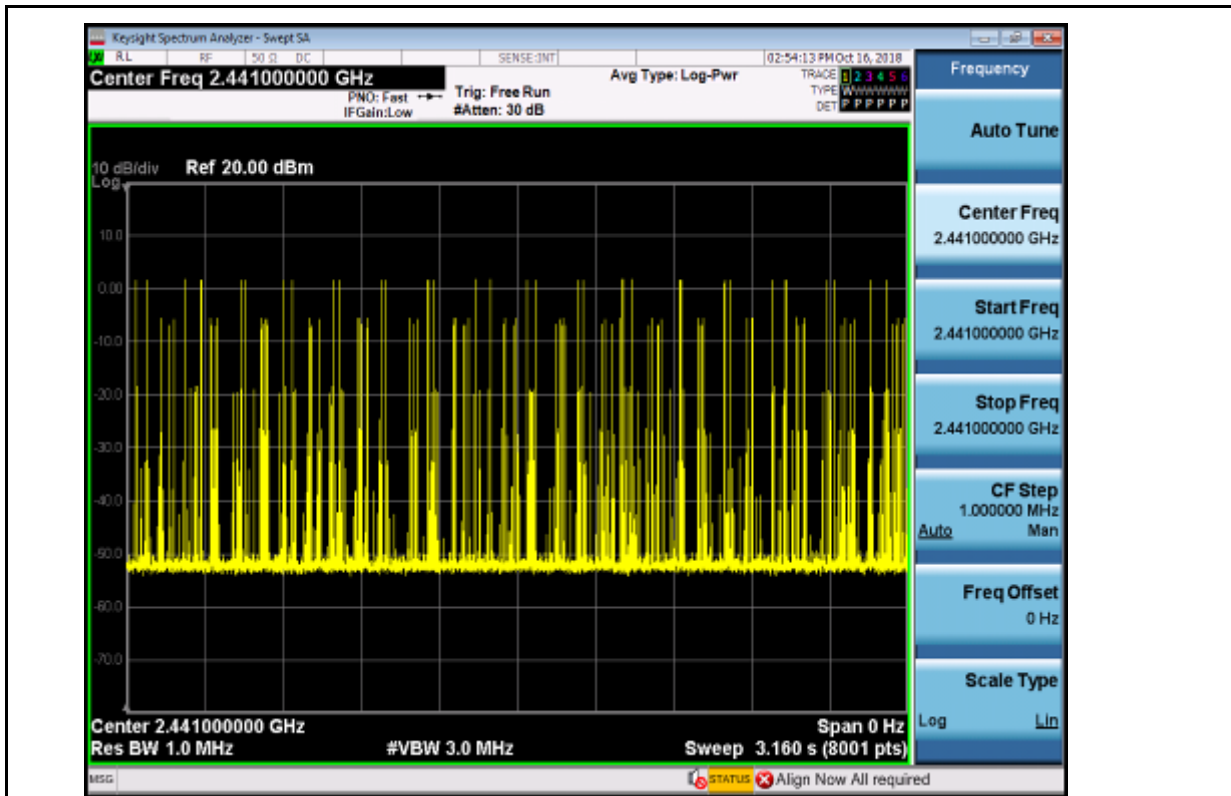 Keysight Spectrum Analyzer - Swept SA
RL RF 50 Ω DC SENSE:INT 02:54:13 PM Oct 16, 2018
Center Freq 2.441000000 GHz
Avg Type: Log-Pwr
TRACE 1 2 3 4 5 6
PNO: Fast Trig: Free Run
TYPE WWWWWW
IFGain:Low #Atten: 30 dB
DET P P P P P P
Frequency
Auto Tune
10 dB/div Ref 20.00 dBm
Log
10.0
0.00
-10.0
-20.0
-30.0
-40.0
-50.0
-60.0
-70.0
Center Freq
2.441000000 GHz
Start Freq
2.441000000 GHz
Stop Freq
2.441000000 GHz
CF Step
1.000000 MHz
Auto Man
Freq Offset
0 Hz
Scale Type
Log Lin
Center 2.441000000 GHz Span 0 Hz
Res BW 1.0 MHz #VBW 3.0 MHz Sweep 3.160 s (8001 pts)
MSG STATUS Align Now All required